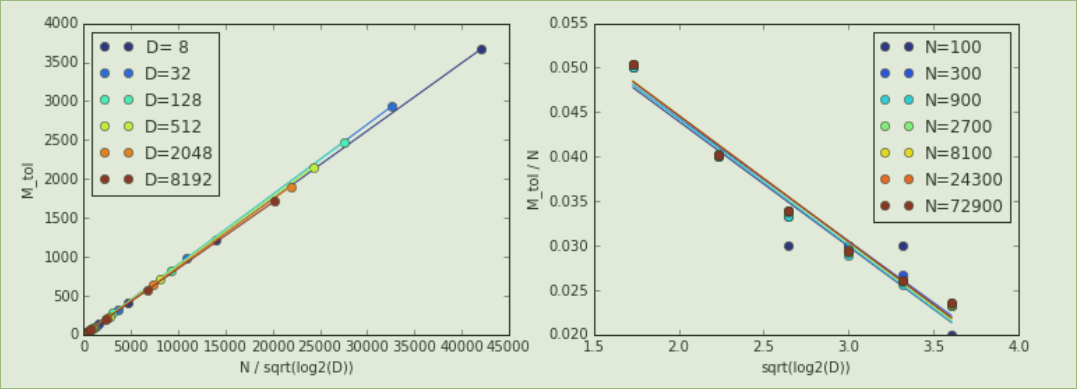 4000
3500
3000
2500
2000
1500
1000
500
0
M_tol
D= 8
D=32
D=128
D=512
D=2048
D=8192
0 5000 10000 15000 20000 25000 30000 35000 40000 45000
N / sqrt(log2(D))
0.055
0.050
0.045
0.040
0.035
0.030
0.025
0.020
M_tol / N
N=100
N=300
N=900
N=2700
N=8100
N=24300
N=72900
1.5 2.0 2.5 3.0 3.5 4.0
sqrt(log2(D))